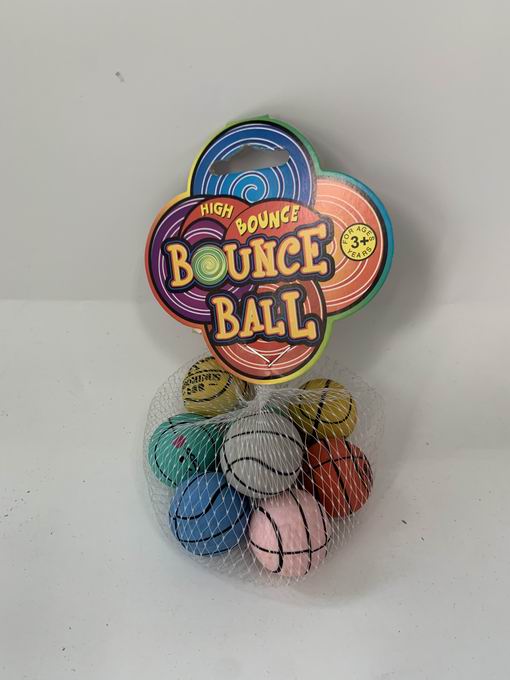 HIGH BOUNCE
BOUNCE
BALL
FOR AGES
3+
YEARS